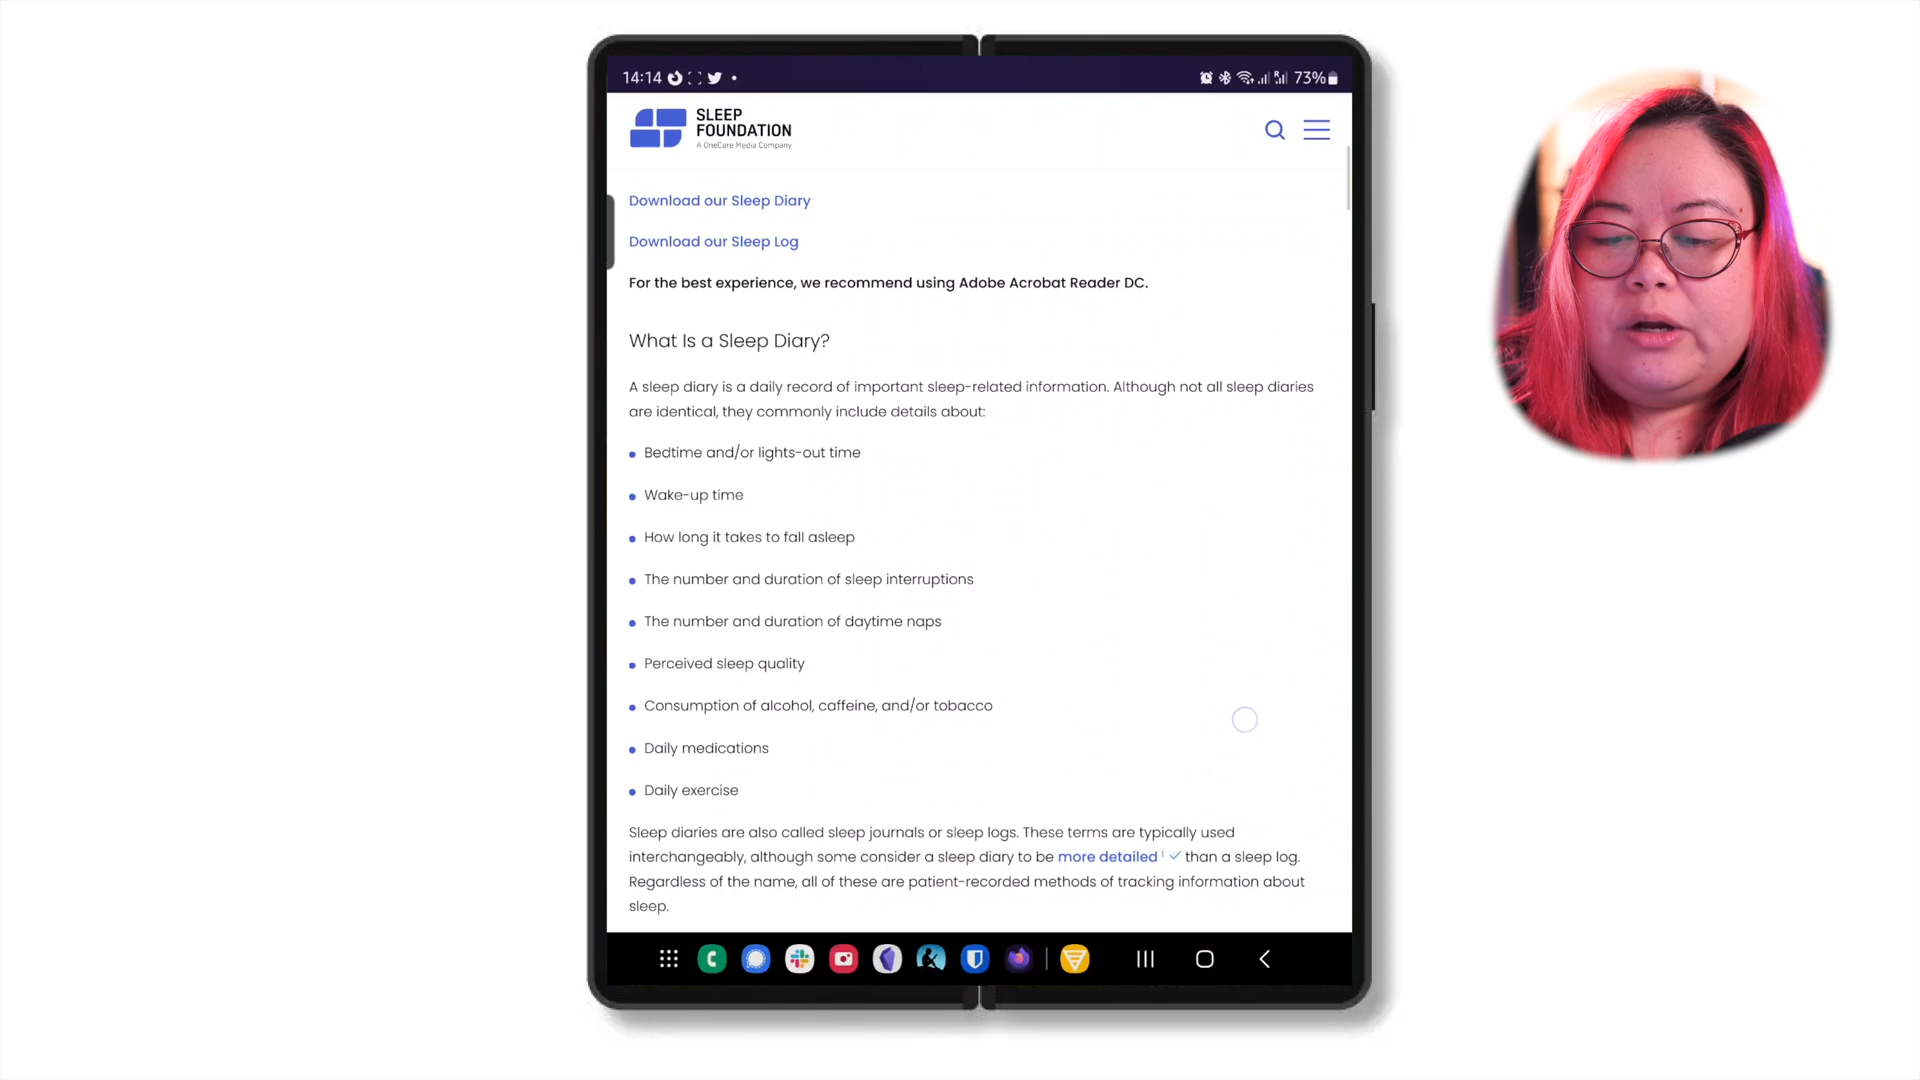 14:14
73%
SLEEP
FOUNDATION
A OneCare Media Company
Download our Sleep Diary
Download our Sleep Log
For the best experience, we recommend using Adobe Acrobat Reader DC.
What Is a Sleep Diary?
A sleep diary is a daily record of important sleep-related information. Although not all sleep diaries
are identical, they commonly include details about:
Bedtime and/or lights-out time
Wake-up time
How long it takes to fall asleep
The number and duration of sleep interruptions
The number and duration of daytime naps
Perceived sleep quality
Consumption of alcohol, caffeine, and/or tobacco
Daily medications
Daily exercise
Sleep diaries are also called sleep journals or sleep logs. These terms are typically used
interchangeably, although some consider a sleep diary to be more detailed 1 than a sleep log.
Regardless of the name, all of these are patient-recorded methods of tracking information about
sleep.